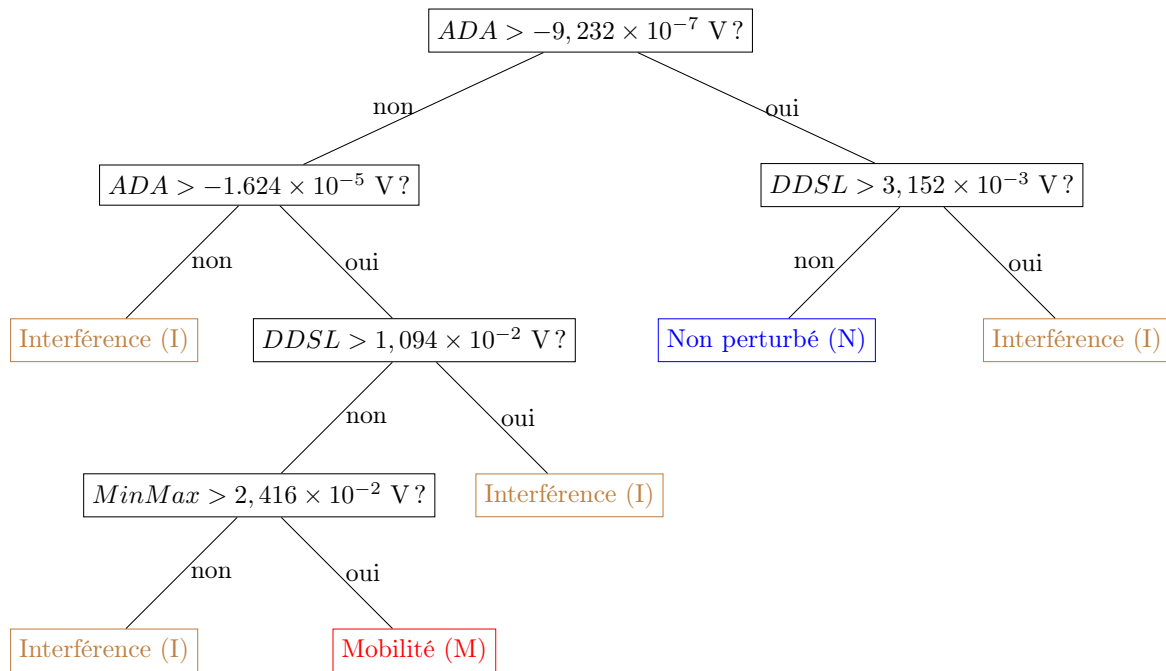 ADA > −9, 232 × 10⁻⁷ V ?
non
oui
ADA > −1.624 × 10⁻⁵ V ?
DDSL > 3, 152 × 10⁻³ V ?
non
oui
non
oui
Interférence (I)
DDSL > 1, 094 × 10⁻² V ?
Non perturbé (N)
Interférence (I)
non
oui
MinMax > 2, 416 × 10⁻² V ?
Interférence (I)
non
oui
Interférence (I)
Mobilité (M)